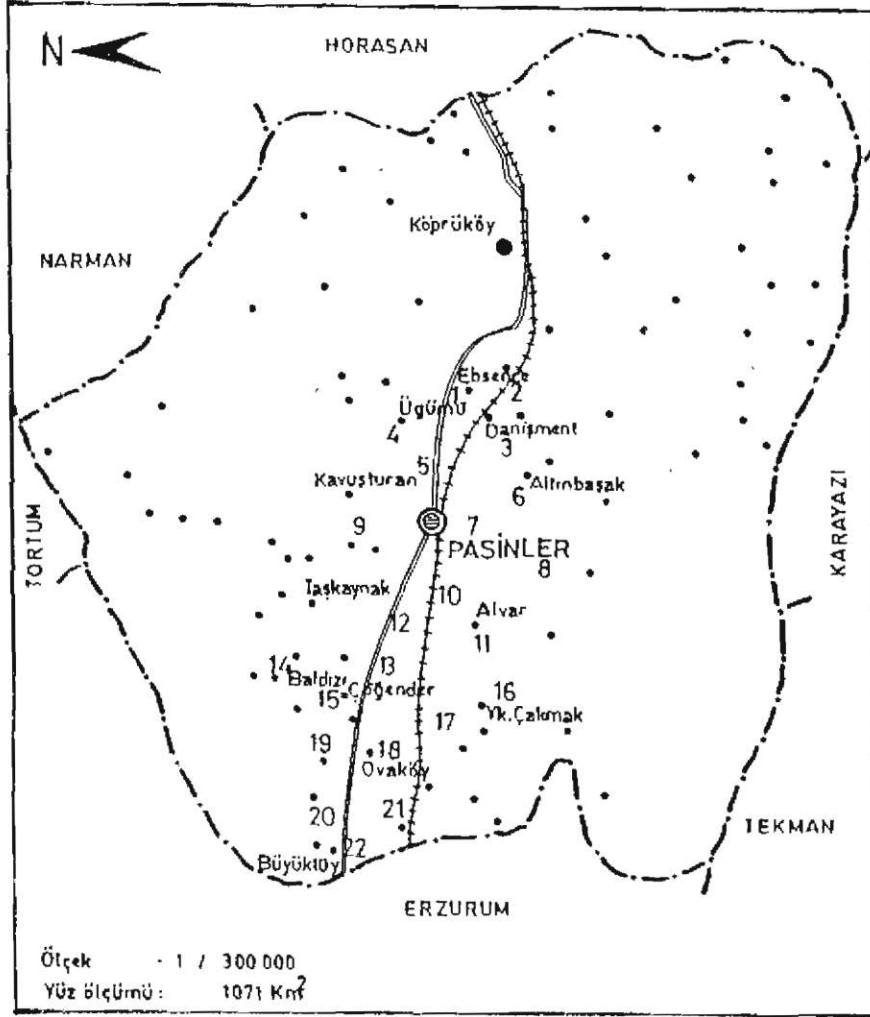 N
HORASAN
Köprüköy
NARMAN
Ebsençe
1
2
Ügümü
4
Danişment
3
5
Kavuşturan
6
Altınbaşak
9
7
PASİNLER
8
TORTUM
KARAYAZI
Taşkaynak
10
12
Alvar
11
14
13
Baldızı
15
Çöğender
16
Yk.Çakmak
17
19
18
Ovaköy
20
21
22
Büyüktüy
TEKMAN
ERZURUM
Ölçek - 1 / 300 000
Yüz ölçümü : 1071 Km²